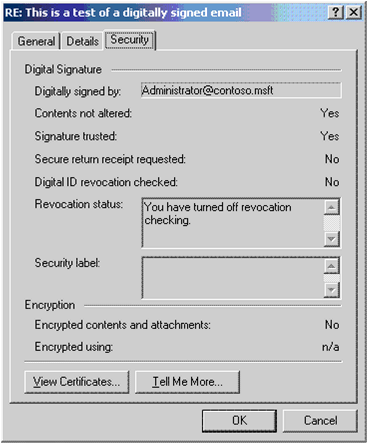 RE: This is a test of a digitally signed email
General Details Security
Digital Signature
Digitally signed by: Administrator@contoso.msft
Contents not altered: Yes
Signature trusted: Yes
Secure return receipt requested: No
Digital ID revocation checked: No
Revocation status: You have turned off revocation
checking.
Security label:
Encryption
Encrypted contents and attachments: No
Encrypted using: n/a
View Certificates... Tell Me More...
OK Cancel